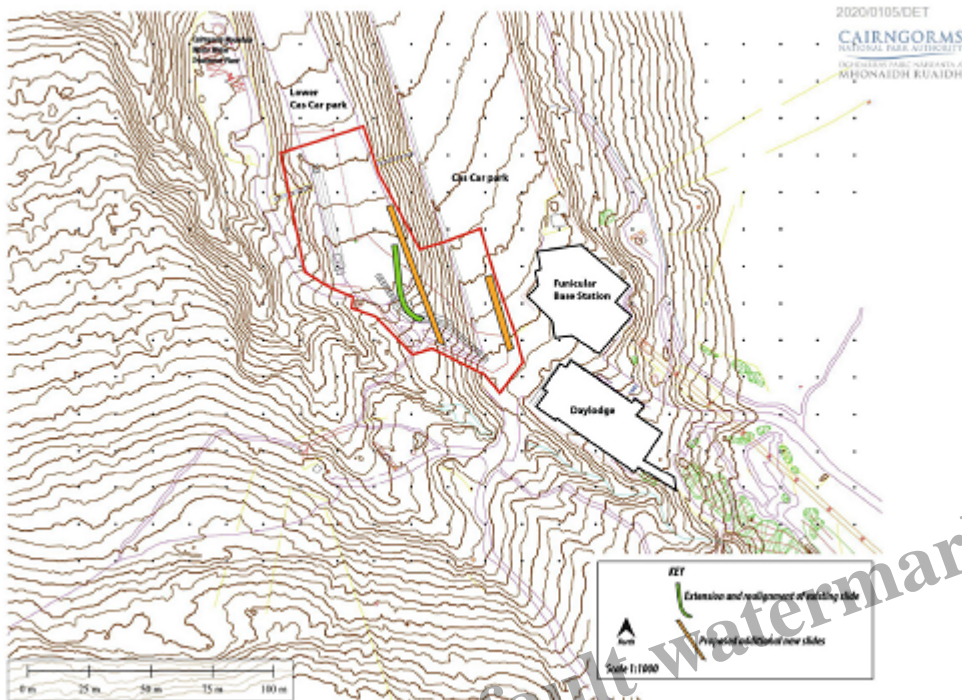 2020/0105/DET
CAIRNGORMS
NATIONAL PARK AUTHORITY
MHONAIDH RUAIDH
Lower
Cas Car park
Cas Car park
Funicular
Base Station
Daylodge
KEY
Extension and realignment of existing slide
North
Proposed additional new slides
Scale 1:1000
0 m 25 m 50 m 75 m 100 m